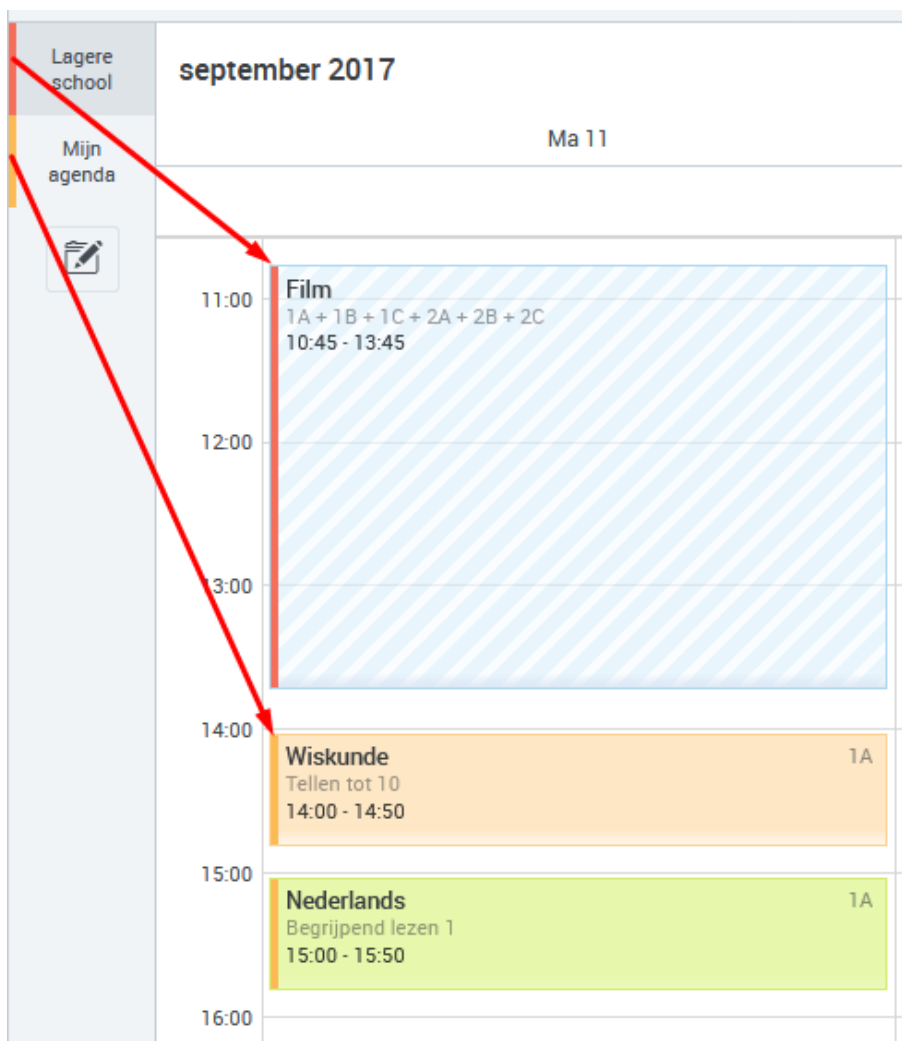 Lagere
school
Mijn
agenda
september 2017
Ma 11
11:00
Film
1A + 1B + 1C + 2A + 2B + 2C
10:45 - 13:45
12:00
13:00
14:00
Wiskunde 1A
Tellen tot 10
14:00 - 14:50
15:00
Nederlands 1A
Begrijpend lezen 1
15:00 - 15:50
16:00